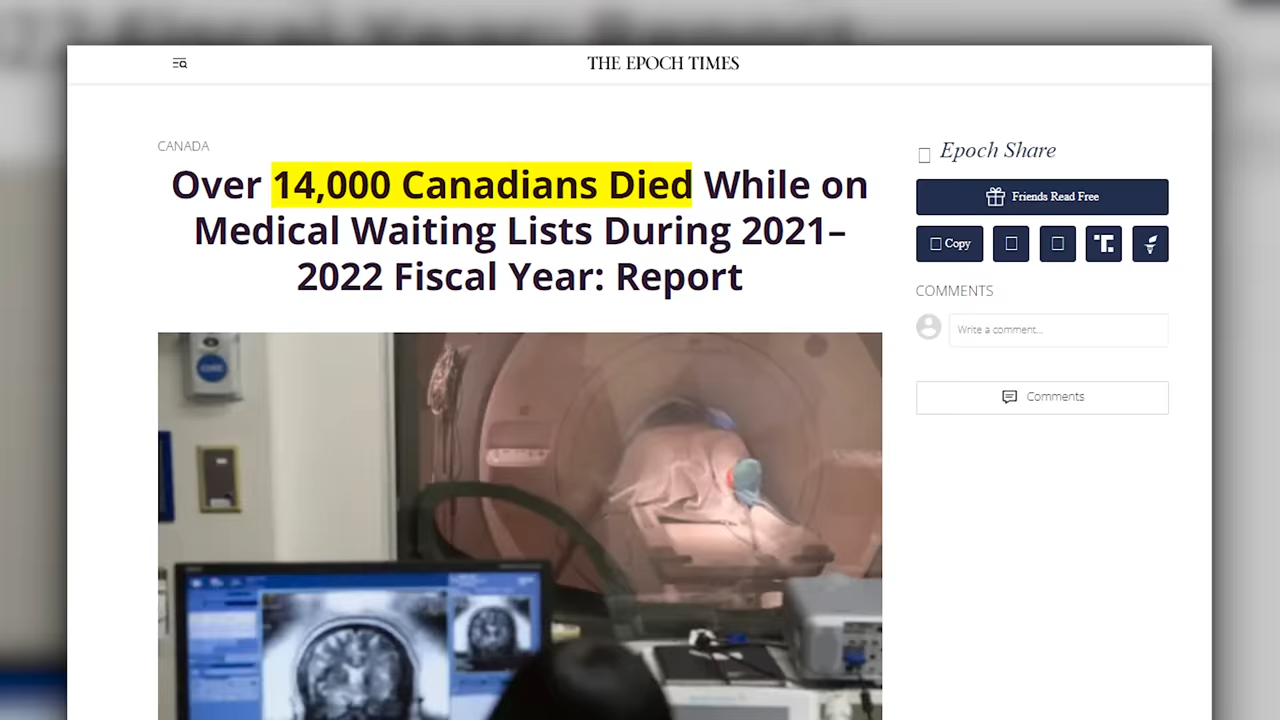 THE EPOCH TIMES
CANADA
Over 14,000 Canadians Died While on
Medical Waiting Lists During 2021–
2022 Fiscal Year: Report
Epoch Share
Friends Read Free
Copy
COMMENTS
Write a comment...
Comments